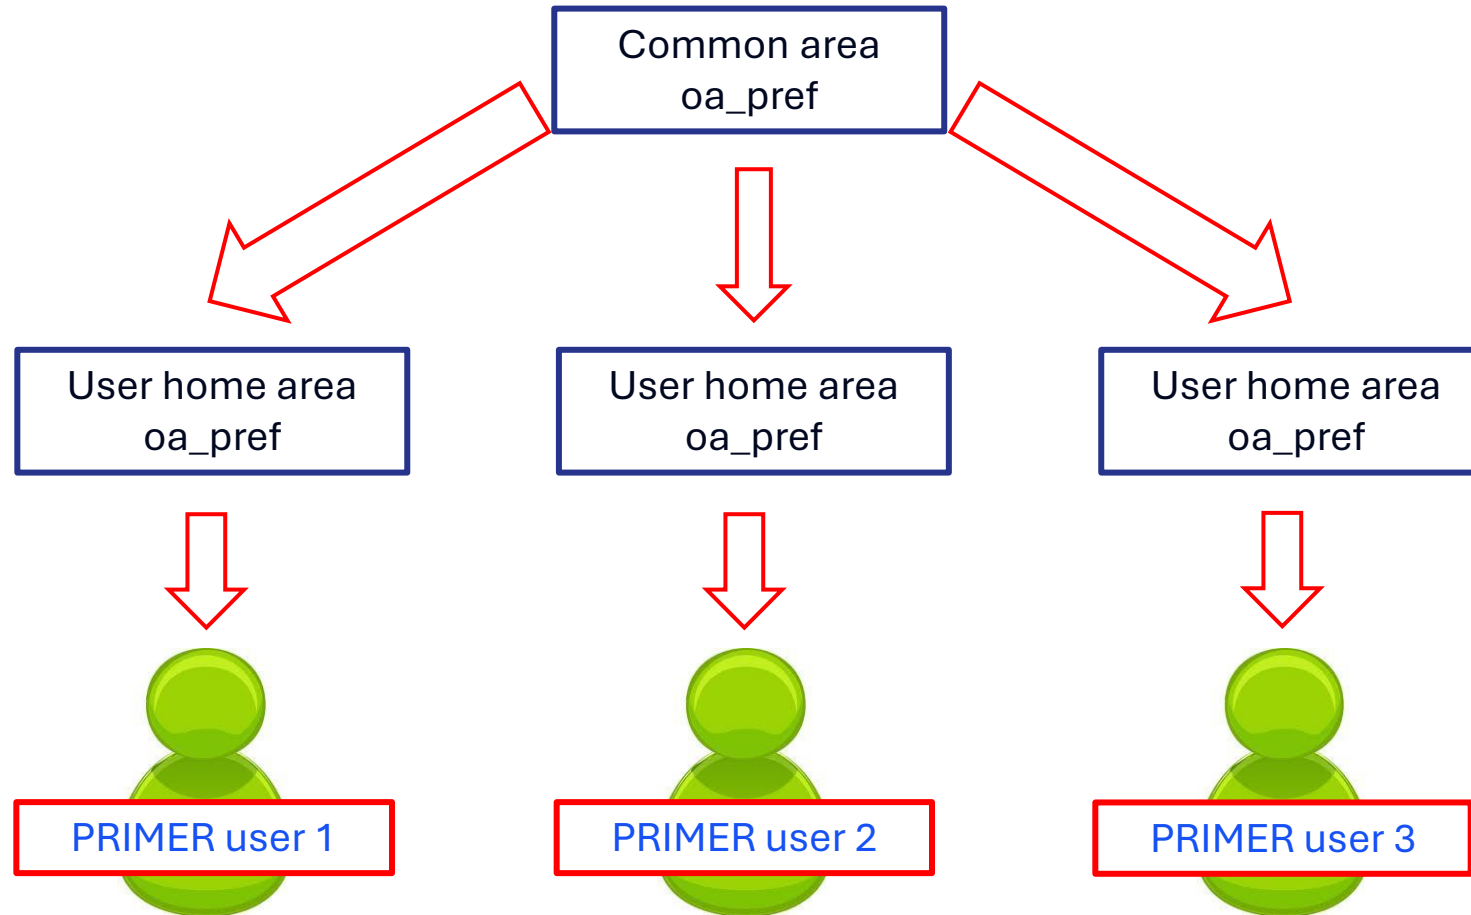 Common area
oa_pref
User home area
oa_pref
User home area
oa_pref
User home area
oa_pref
PRIMER user 1
PRIMER user 2
PRIMER user 3